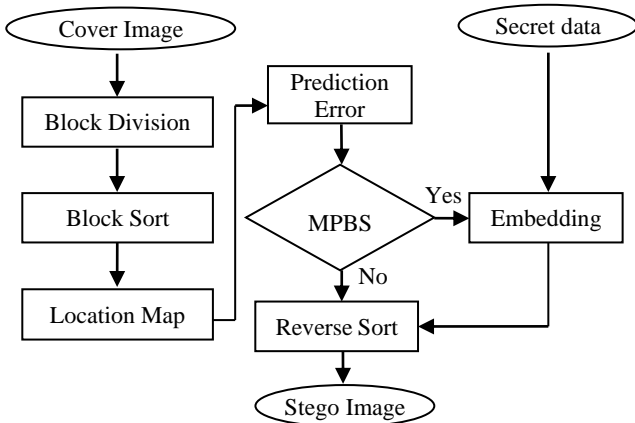 Cover Image
Secret data
Prediction
Error
Block Division
Yes
Block Sort
MPBS
Embedding
No
Location Map
Reverse Sort
Stego Image